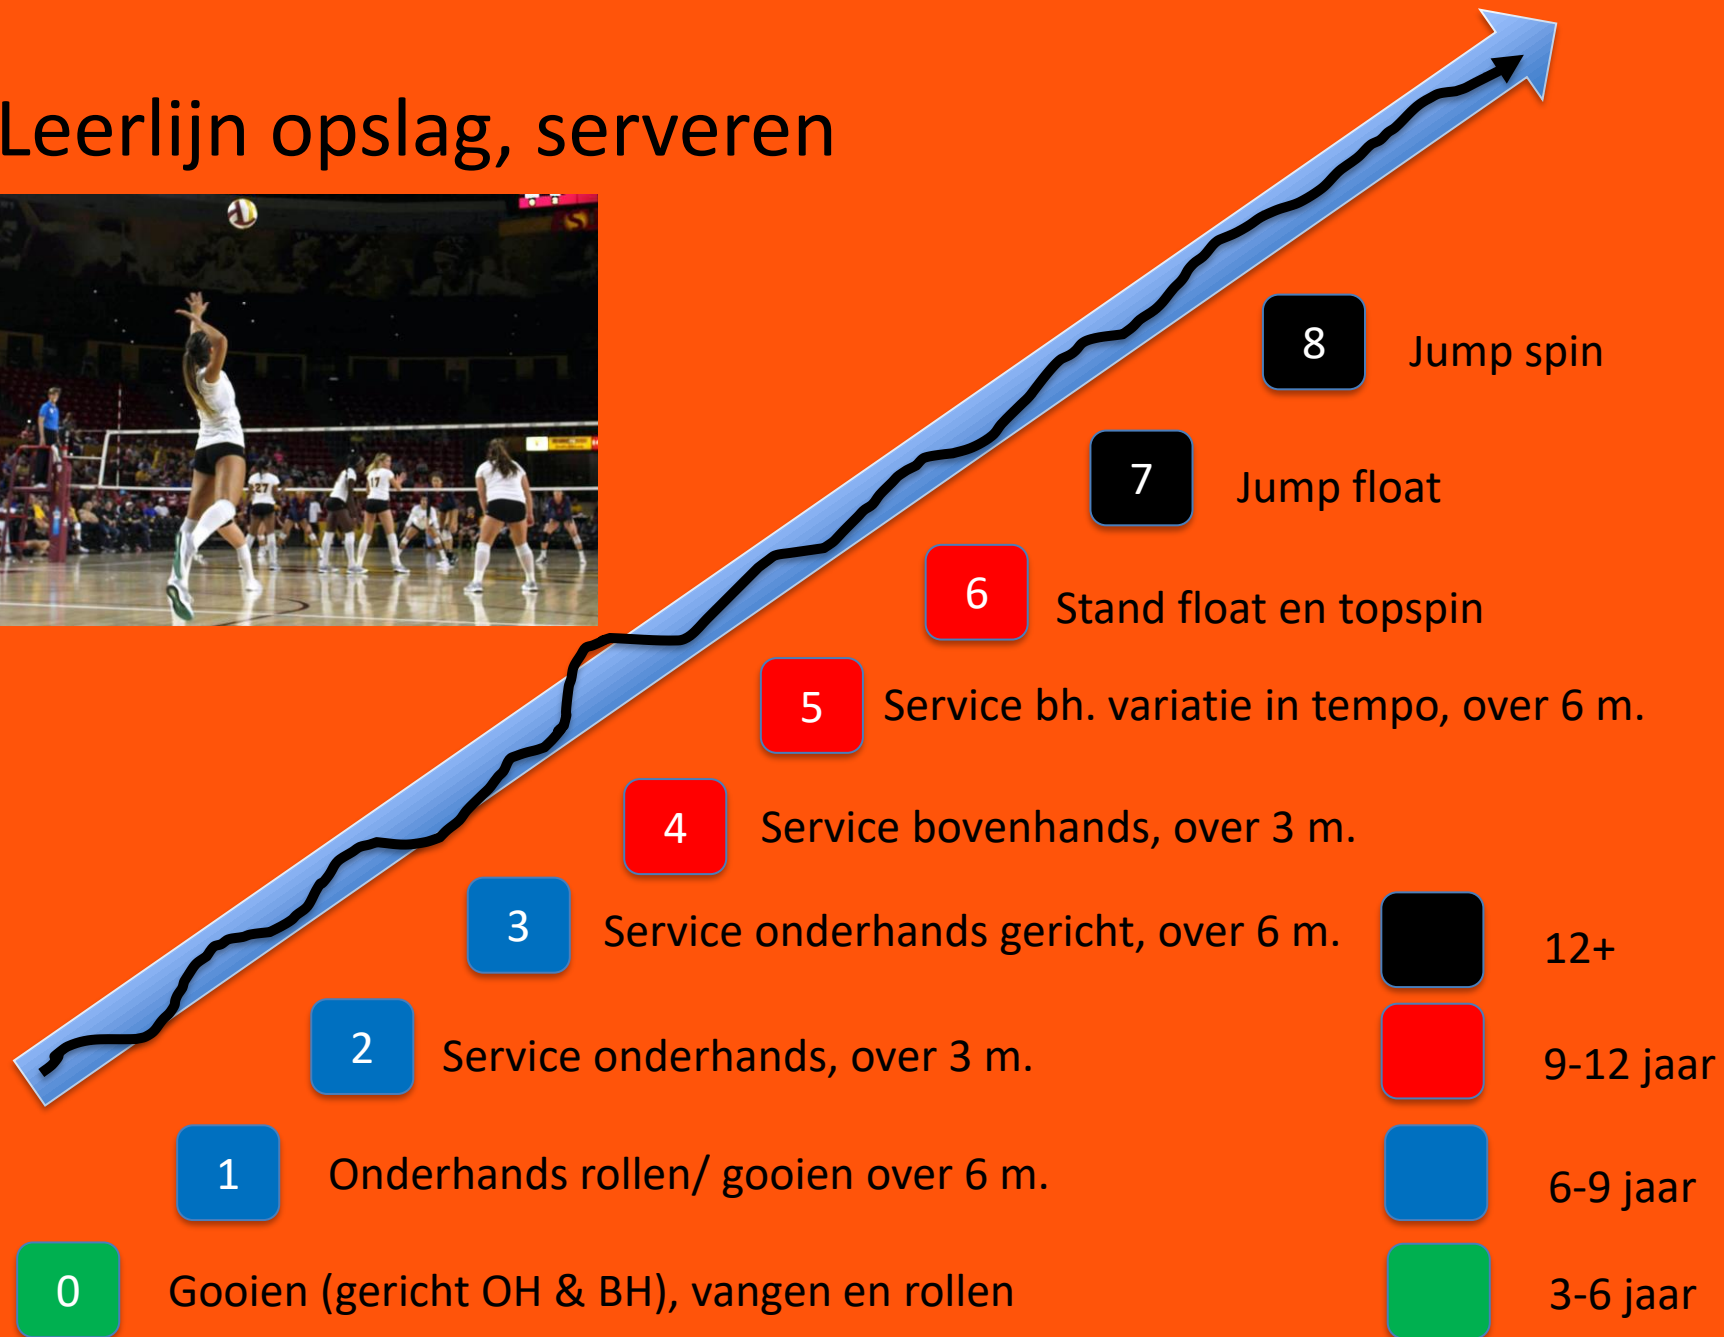 Leerlijn opslag, serveren
8 Jump spin
7 Jump float
6 Stand float en topspin
5 Service bh. variatie in tempo, over 6 m.
4 Service bovenhands, over 3 m.
3 Service onderhands gericht, over 6 m.
2 Service onderhands, over 3 m.
1 Onderhands rollen/ gooien over 6 m.
0 Gooien (gericht OH & BH), vangen en rollen
12+
9-12 jaar
6-9 jaar
3-6 jaar
27
17
S